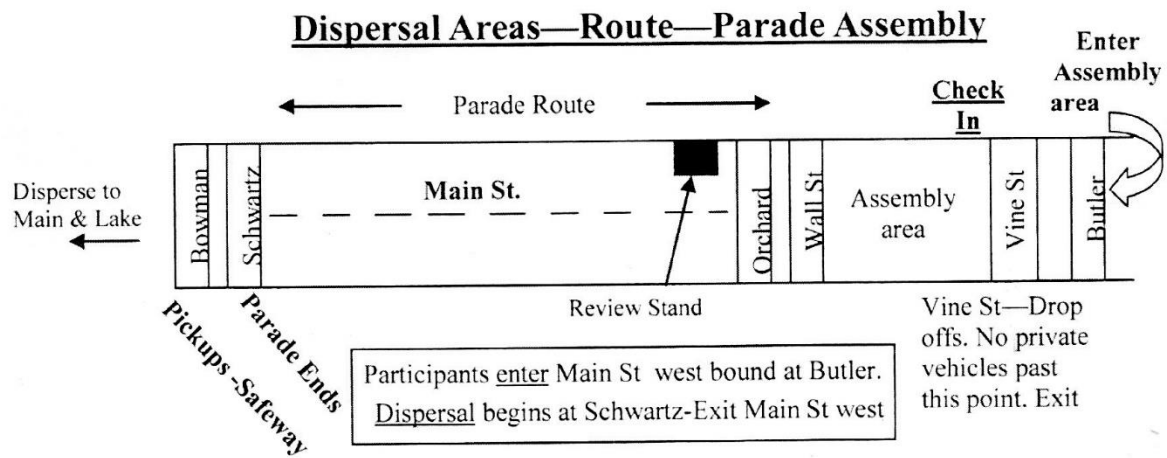 Dispersal Areas—Route—Parade Assembly
Enter
Assembly
area
Check
In
Parade Route
Disperse to
Main & Lake
Bowman
Schwartz
Main St.
Orchard
Wall St
Assembly
area
Vine St
Butler
Review Stand
Pickups -Safeway
Parade Ends
Participants enter Main St west bound at Butler.
Dispersal begins at Schwartz-Exit Main St west
Vine St—Drop
offs. No private
vehicles past
this point. Exit